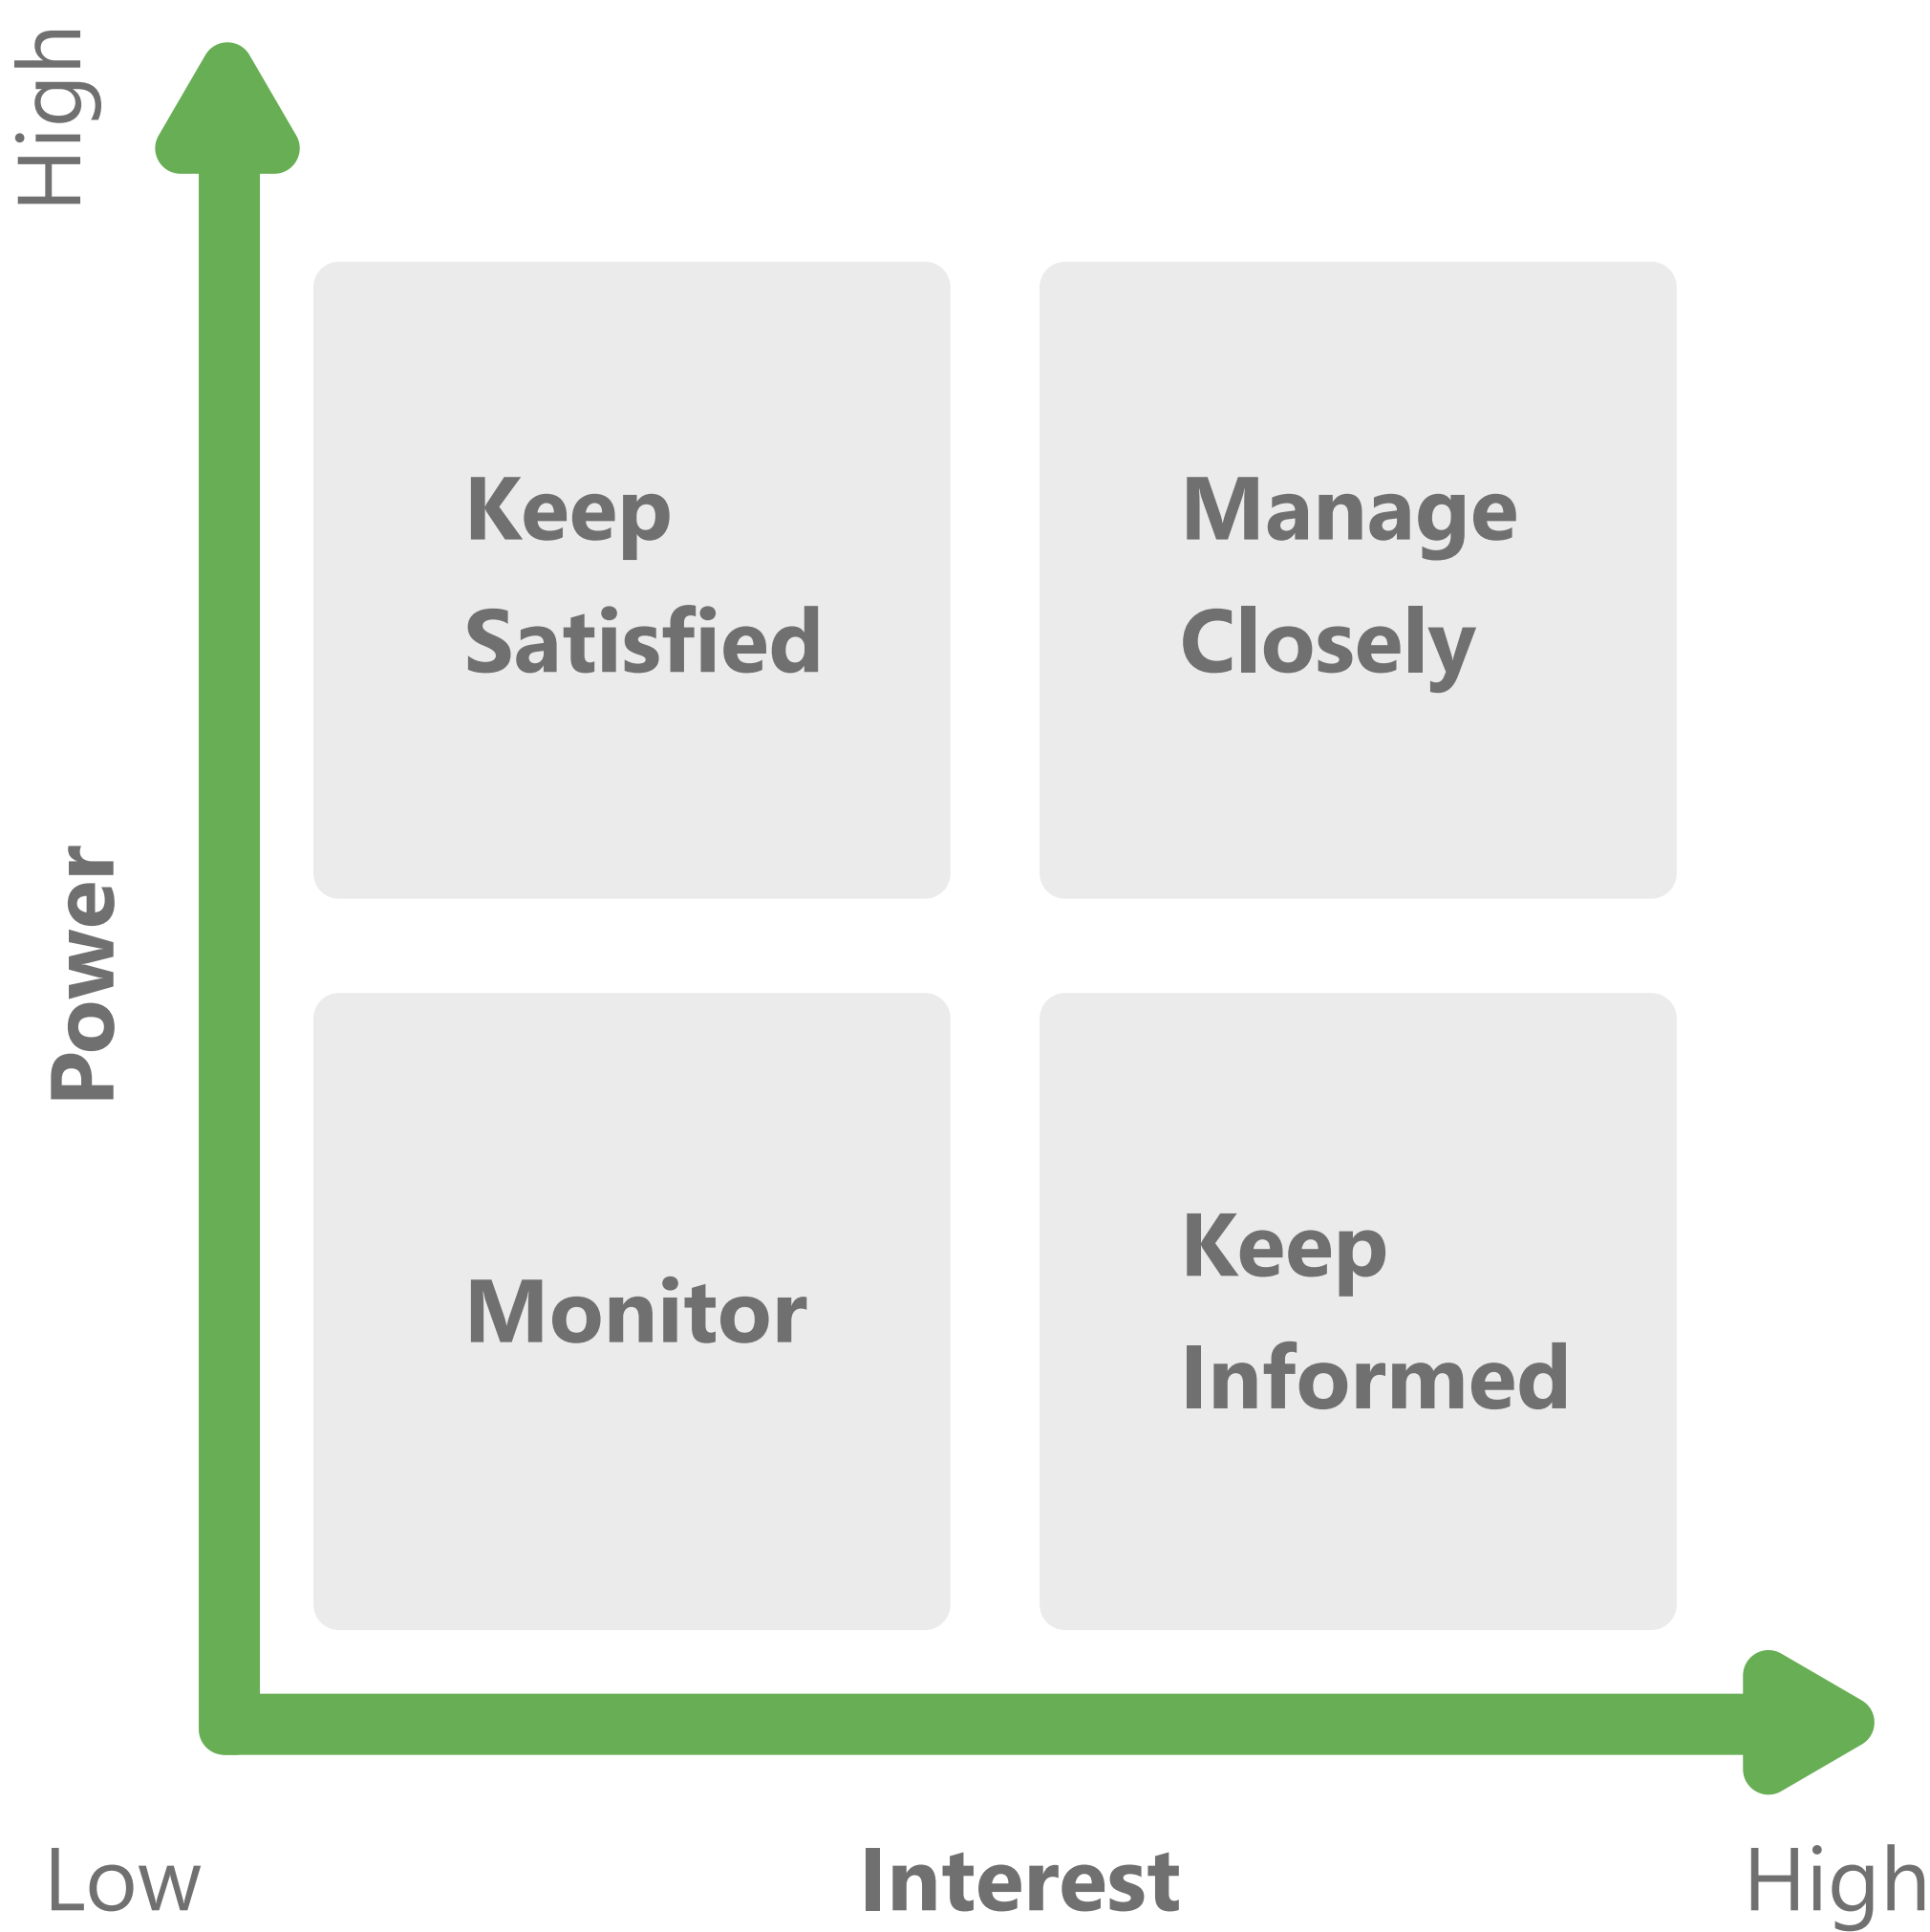 High
Keep
Satisfied
Manage
Closely
Power
Monitor
Keep
Informed
Low
Interest
High